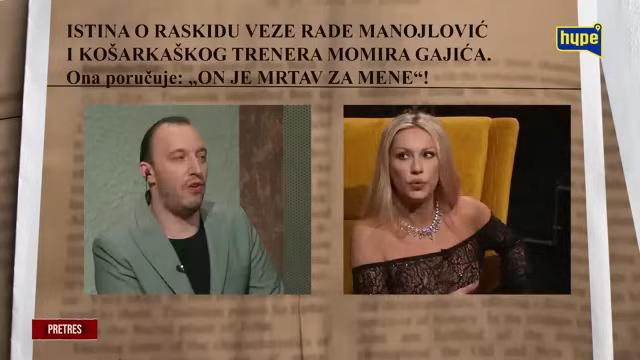 ISTINA O RASKIDU VEZE RADE MANOJLOVIĆ
I KOŠARKAŠKOG TRENERA MOMIRA GAJIĆA.
Ona poručuje: „ON JE MRTAV ZA MENE“!
hype
PRETRES